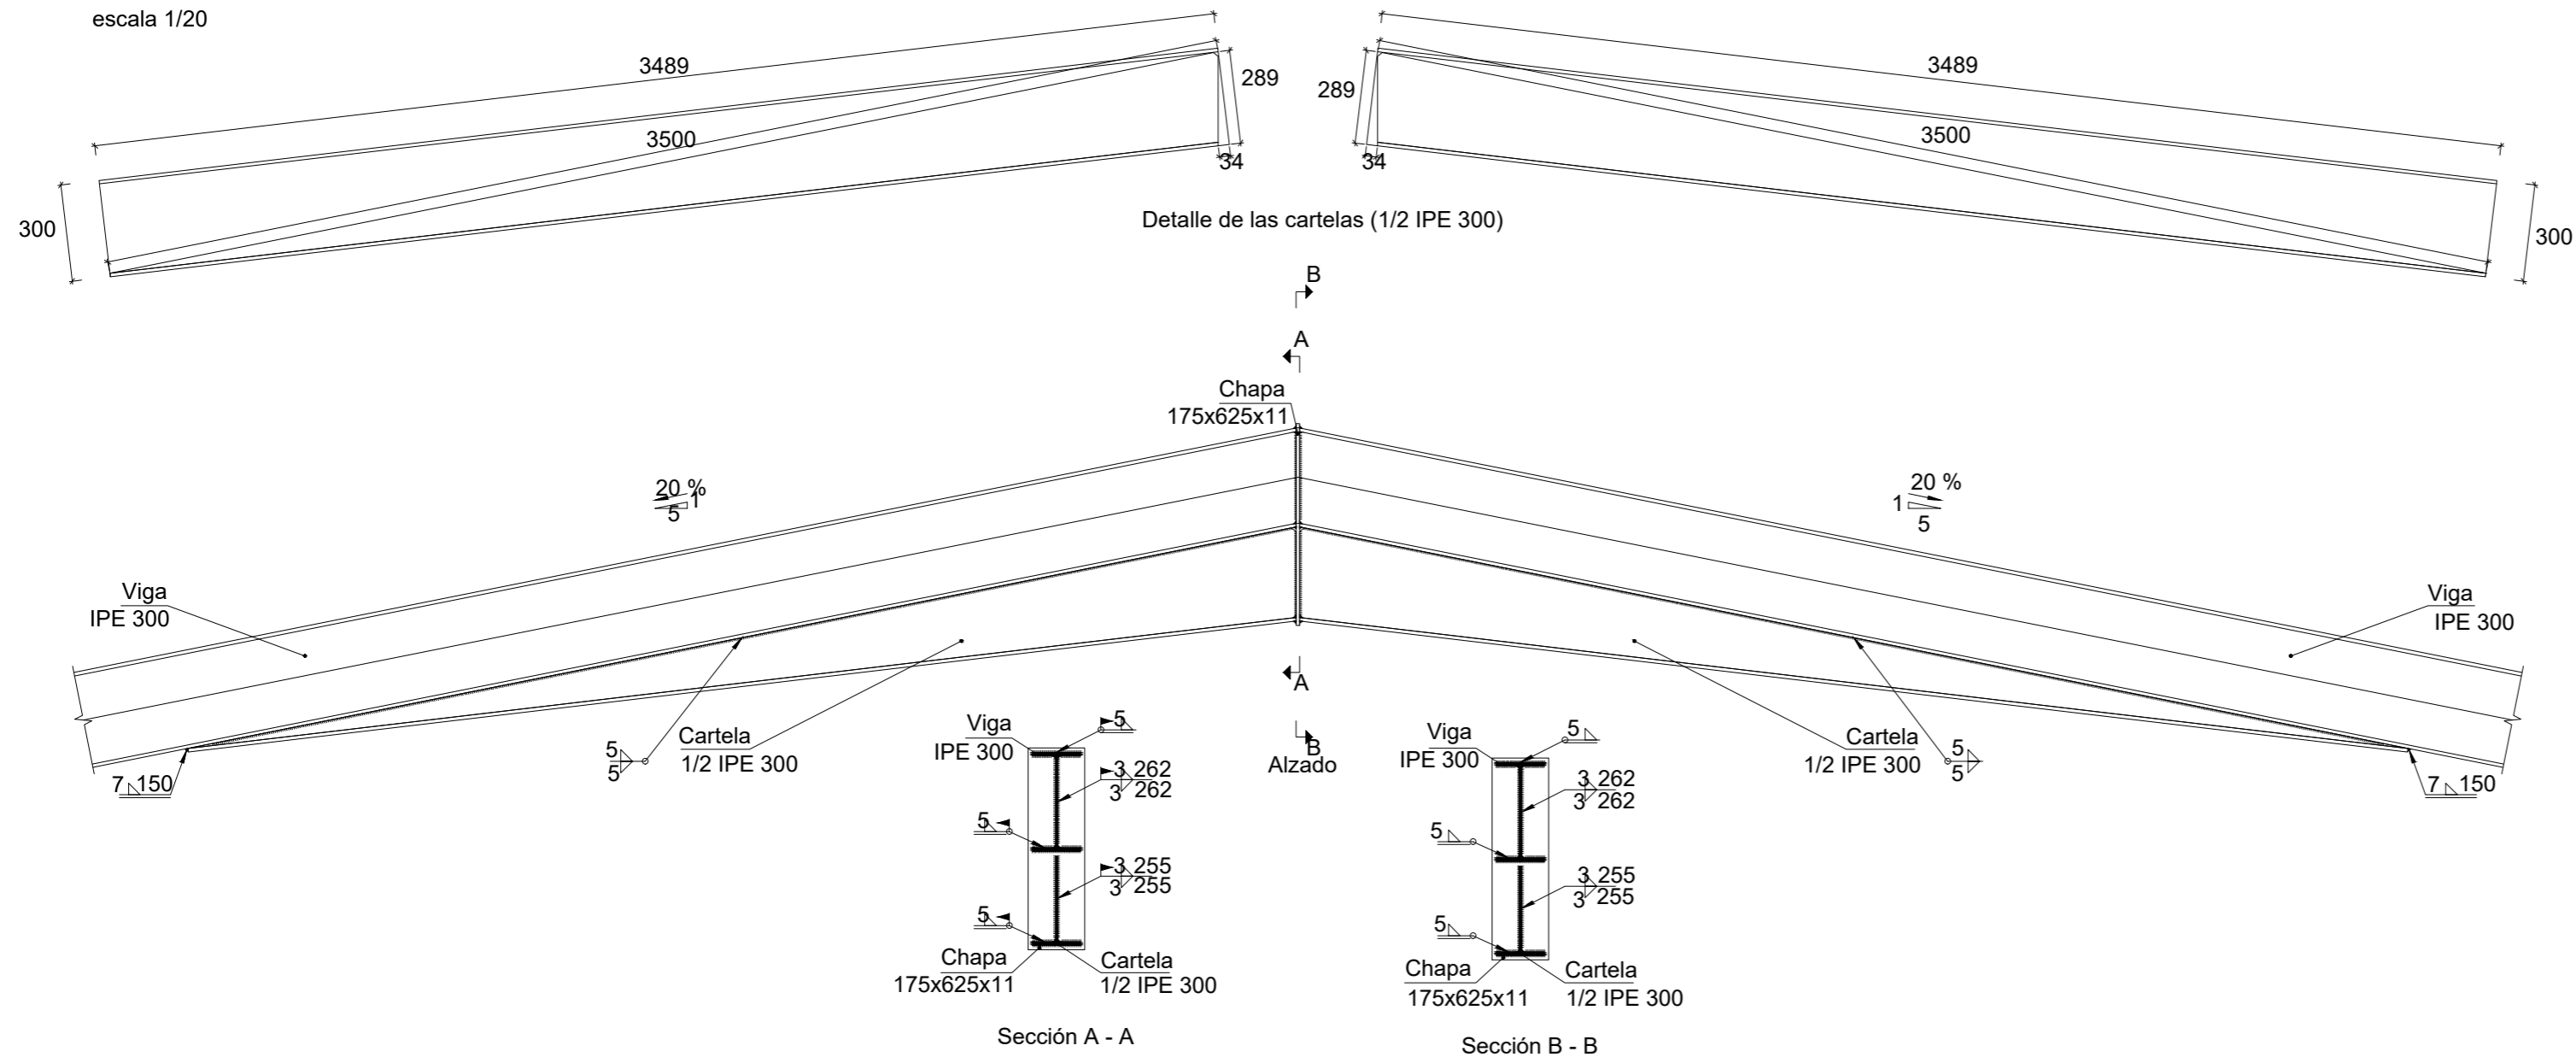 escala 1/20
3489
3489
289
289
3500
3500
34
34
300
300
Detalle de las cartelas (1/2 IPE 300)
B
A
Chapa
175x625x11
20 %
1
5
20 %
1
5
Viga
IPE 300
Viga
IPE 300
A
B
Alzado
5
5
Cartela
1/2 IPE 300
7 150
Cartela
1/2 IPE 300
5
5
7 150
Viga
IPE 300
5
3 262
3 262
5
3 255
3 255
5
Chapa
175x625x11
Cartela
1/2 IPE 300
Sección A - A
Viga
IPE 300
5
3 262
3 262
5
3 255
3 255
5
Chapa
175x625x11
Cartela
1/2 IPE 300
Sección B - B